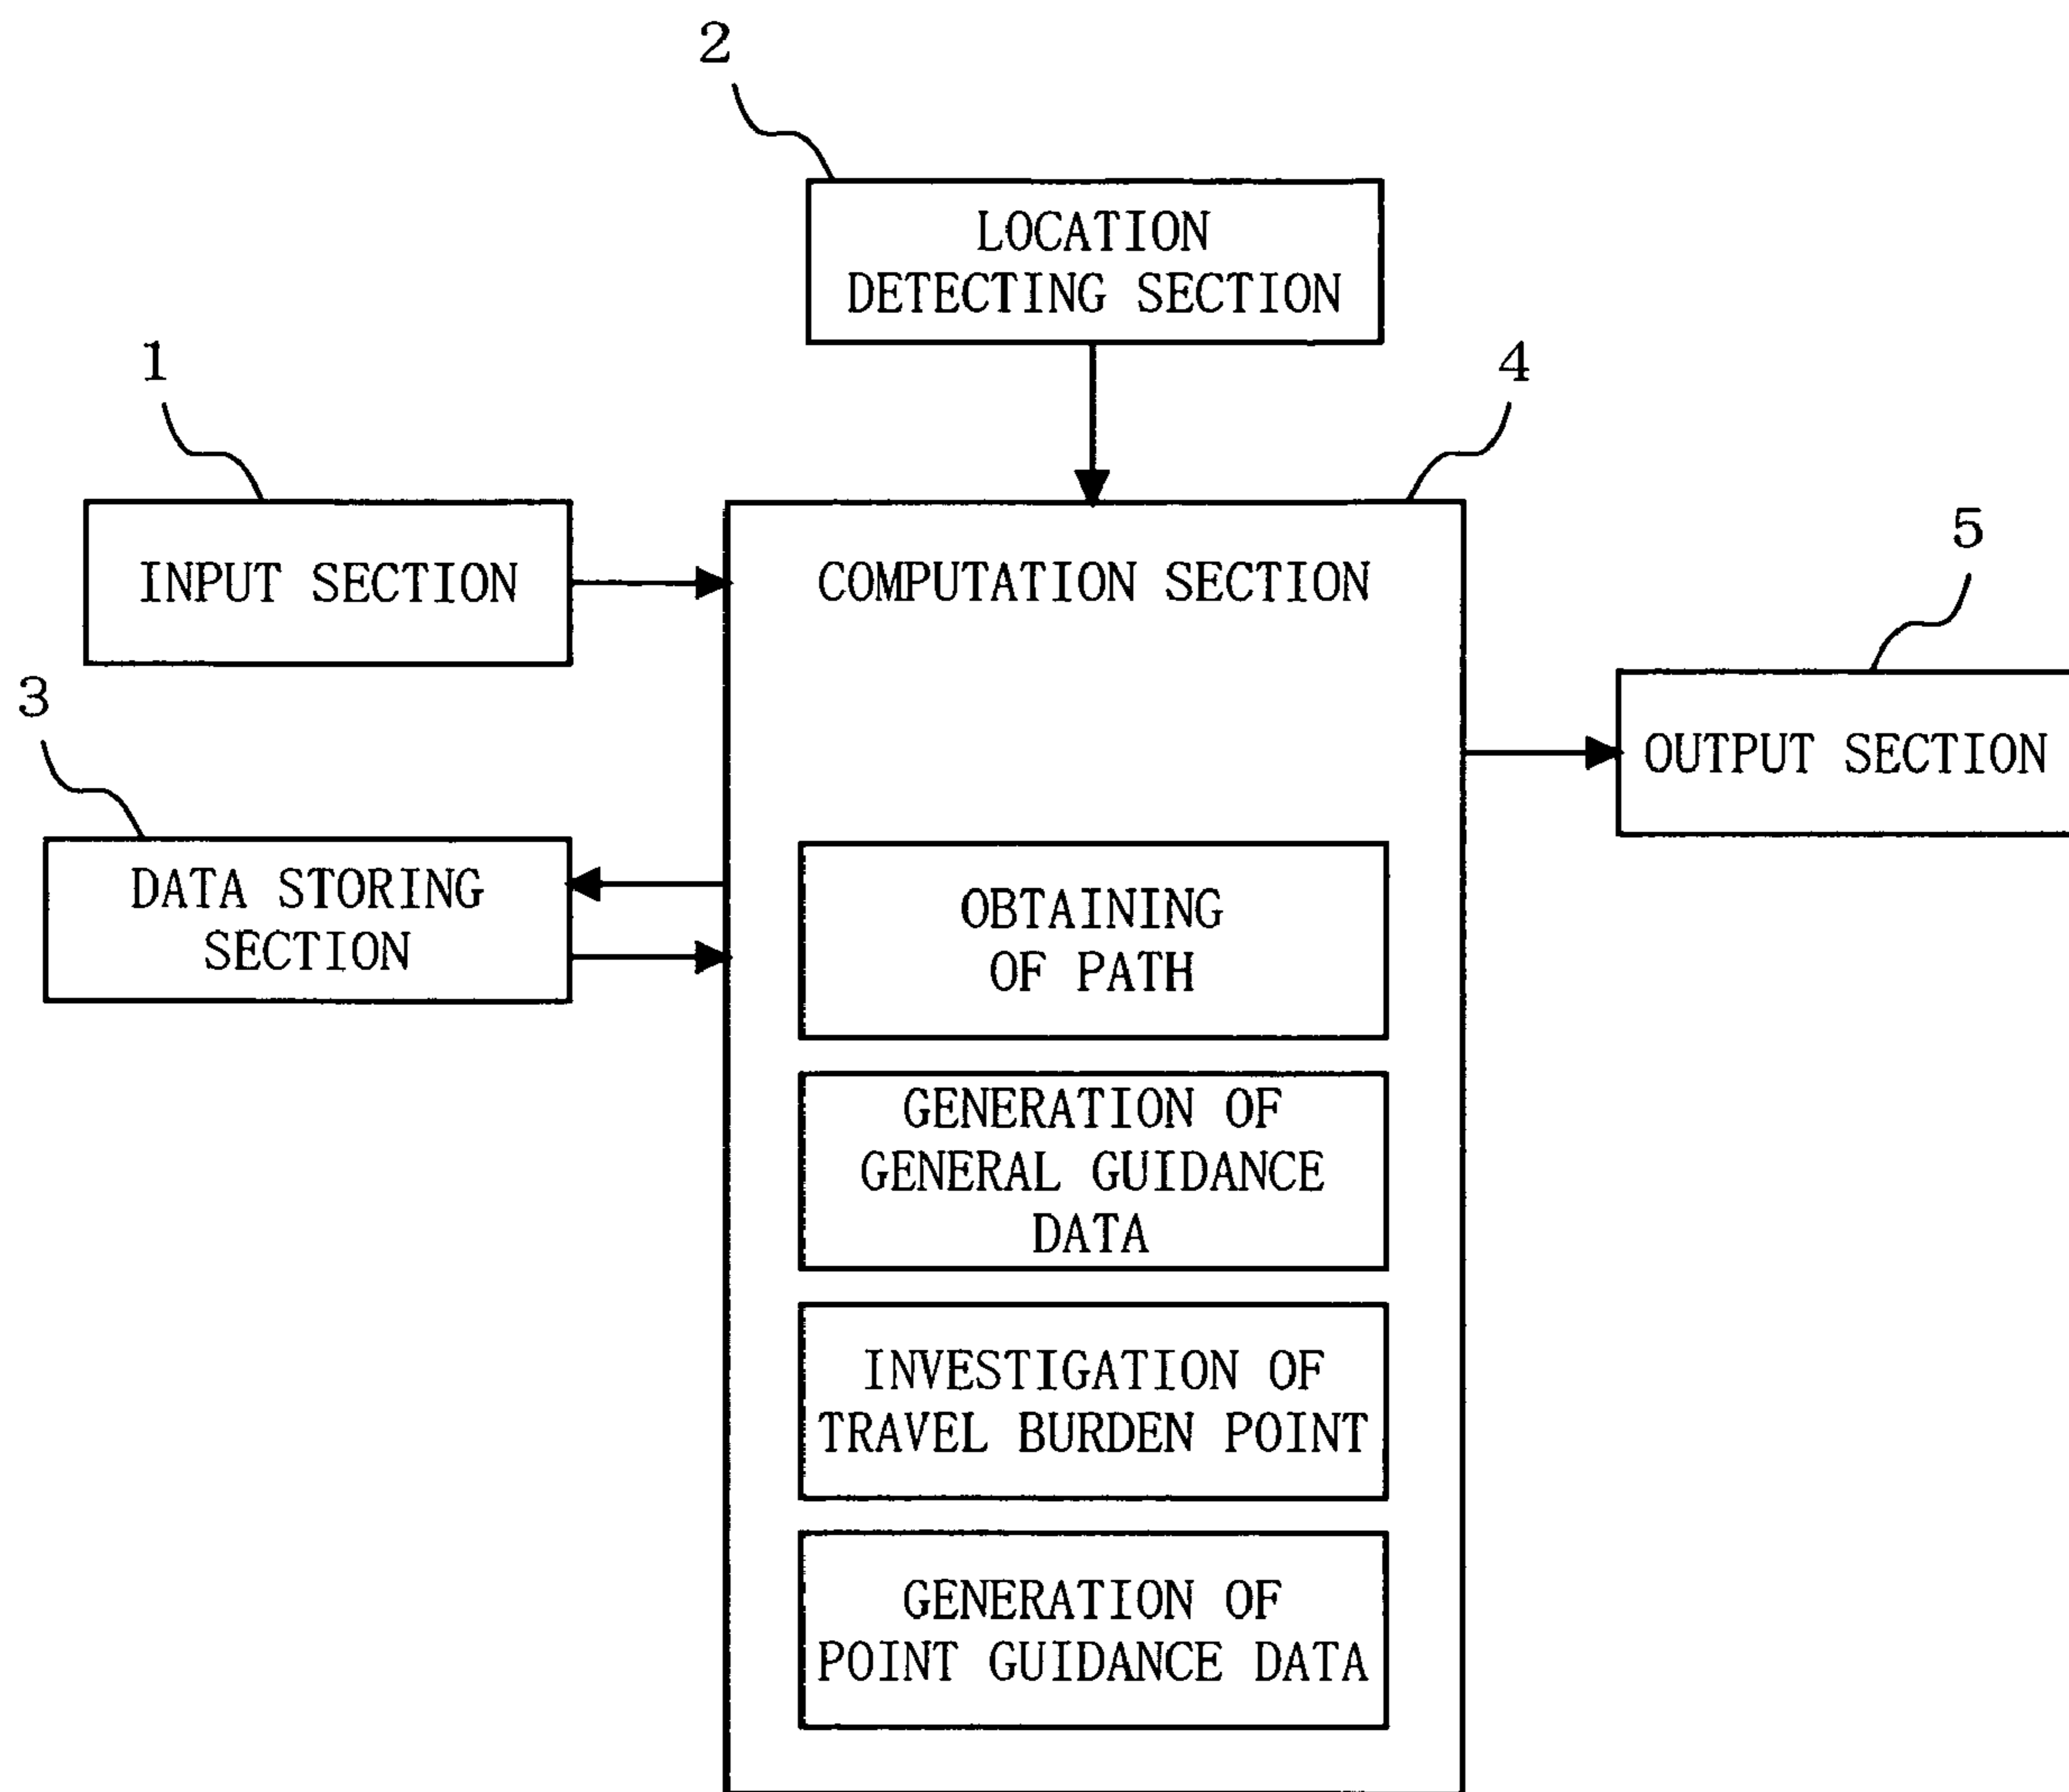 2
LOCATION
DETECTING SECTION
1
4
INPUT SECTION
COMPUTATION SECTION
5
OUTPUT SECTION
3
DATA STORING
SECTION
OBTAINING
OF PATH
GENERATION OF
GENERAL GUIDANCE
DATA
INVESTIGATION OF
TRAVEL BURDEN POINT
GENERATION OF
POINT GUIDANCE DATA